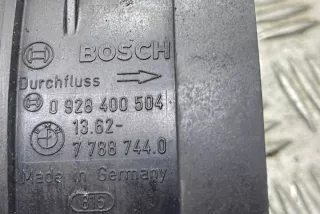 BOSCH
Durchfluss
0 928 400 504
13.62-
7 788 744.0
Made in Germany